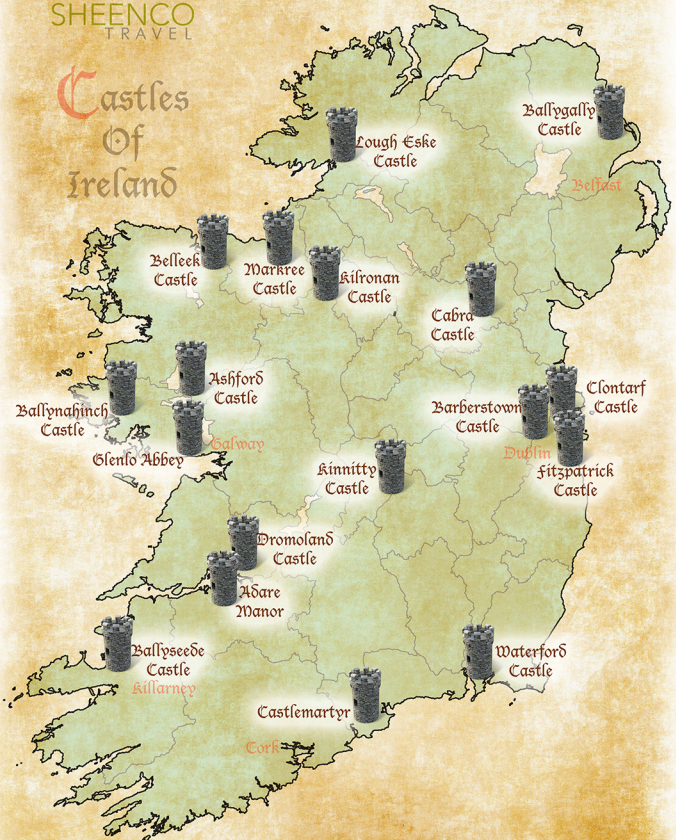 SHEENCO
TRAVEL
Castles
Of
Ireland
Ballygally
Castle
Lough Eske
Castle
Belfast
Belleek
Castle
Markree
Castle
Kilronan
Castle
Cabra
Castle
Ashford
Castle
Ballynahinch
Castle
Clontarf
Castle
Barberstown
Castle
Glenlo Abbey
Galway
Dublin
Fitzpatrick
Castle
Kinnitty
Castle
Dromoland
Castle
Adare
Manor
Ballyseede
Castle
Killarney
Waterford
Castle
Castlemartyr
Cork